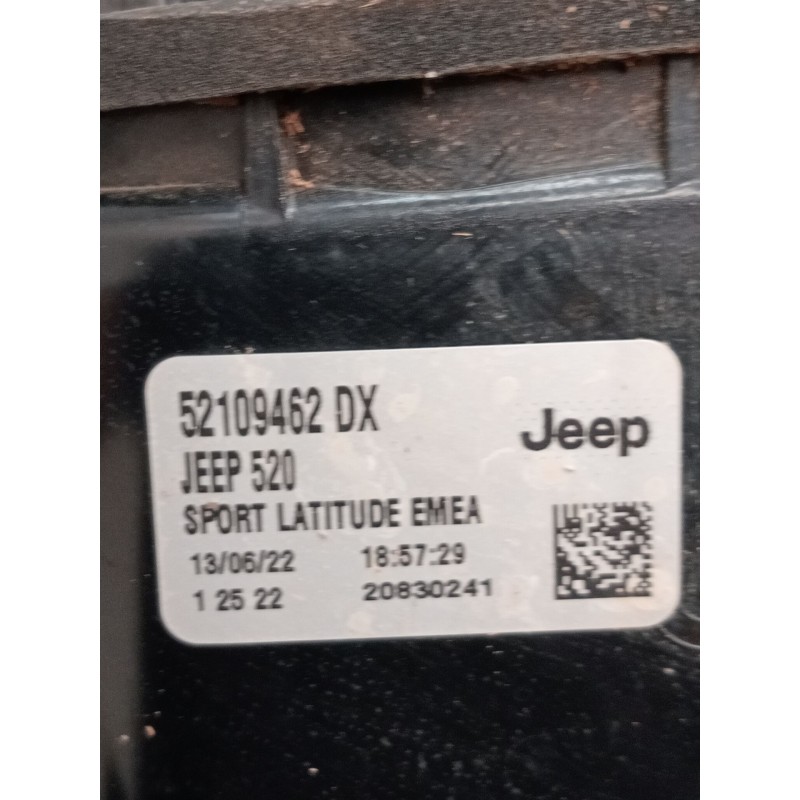 52109462 DX
Jeep
JEEP 520
SPORT LATITUDE EMEA
13/06/22 18:57:29
1 25 22 20830241